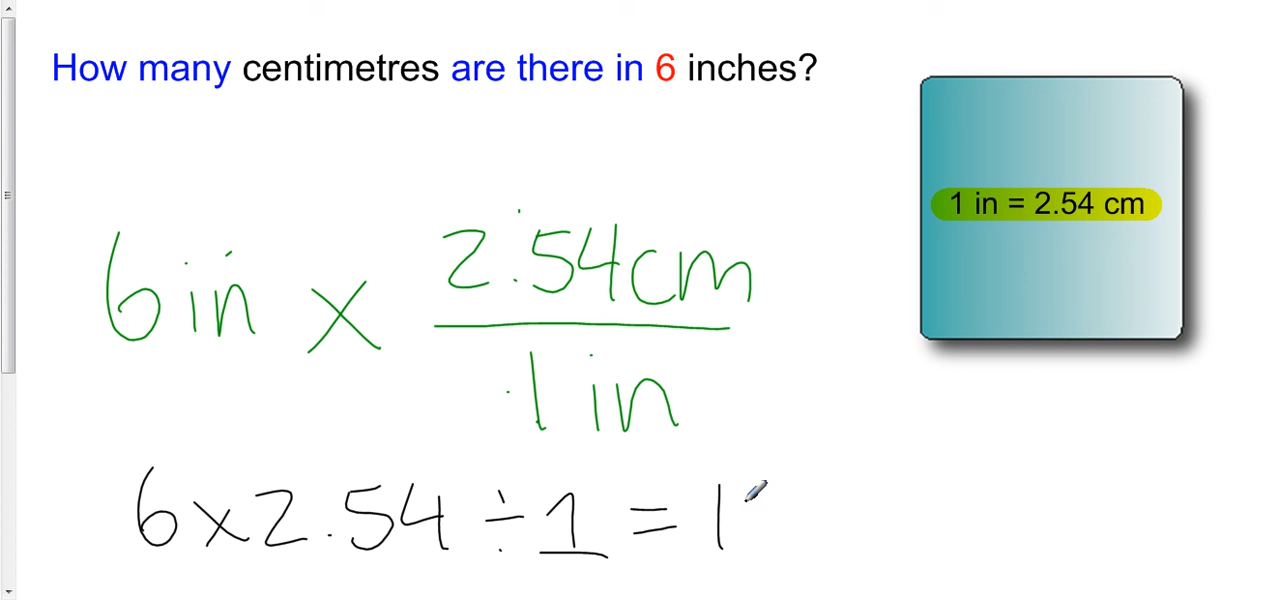 How many centimetres are there in 6 inches?
1 in = 2.54 cm
6 in × 2.54cm
1 in
6 × 2.54 ÷ 1 = 1